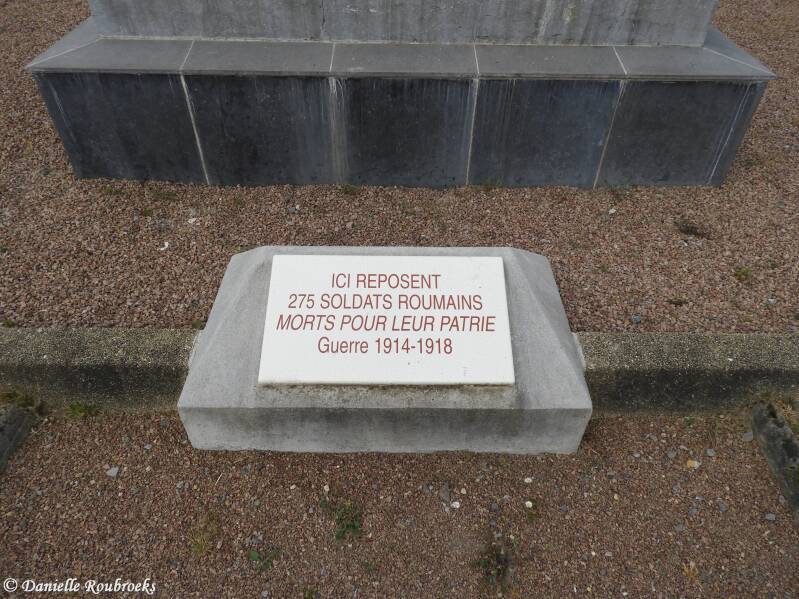 ICI REPOSENT
275 SOLDATS ROUMAINS
MORTS POUR LEUR PATRIE
Guerre 1914-1918
© Danielle Roubroeks